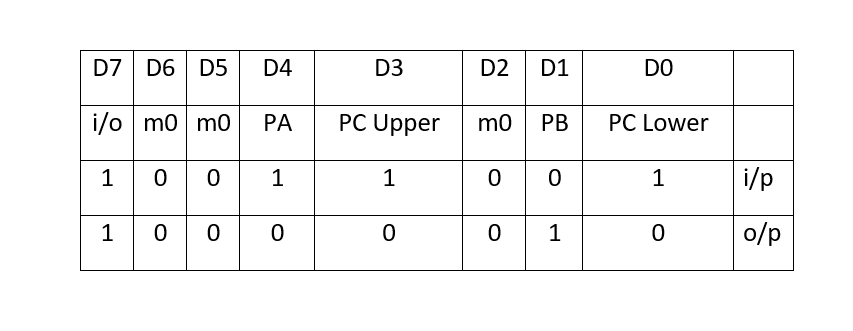 D7 D6 D5 D4 D3 D2 D1 D0
i/o m0 m0 PA PC Upper m0 PB PC Lower
1 0 0 1 1 0 0 1 i/p
1 0 0 0 0 0 1 0 o/p